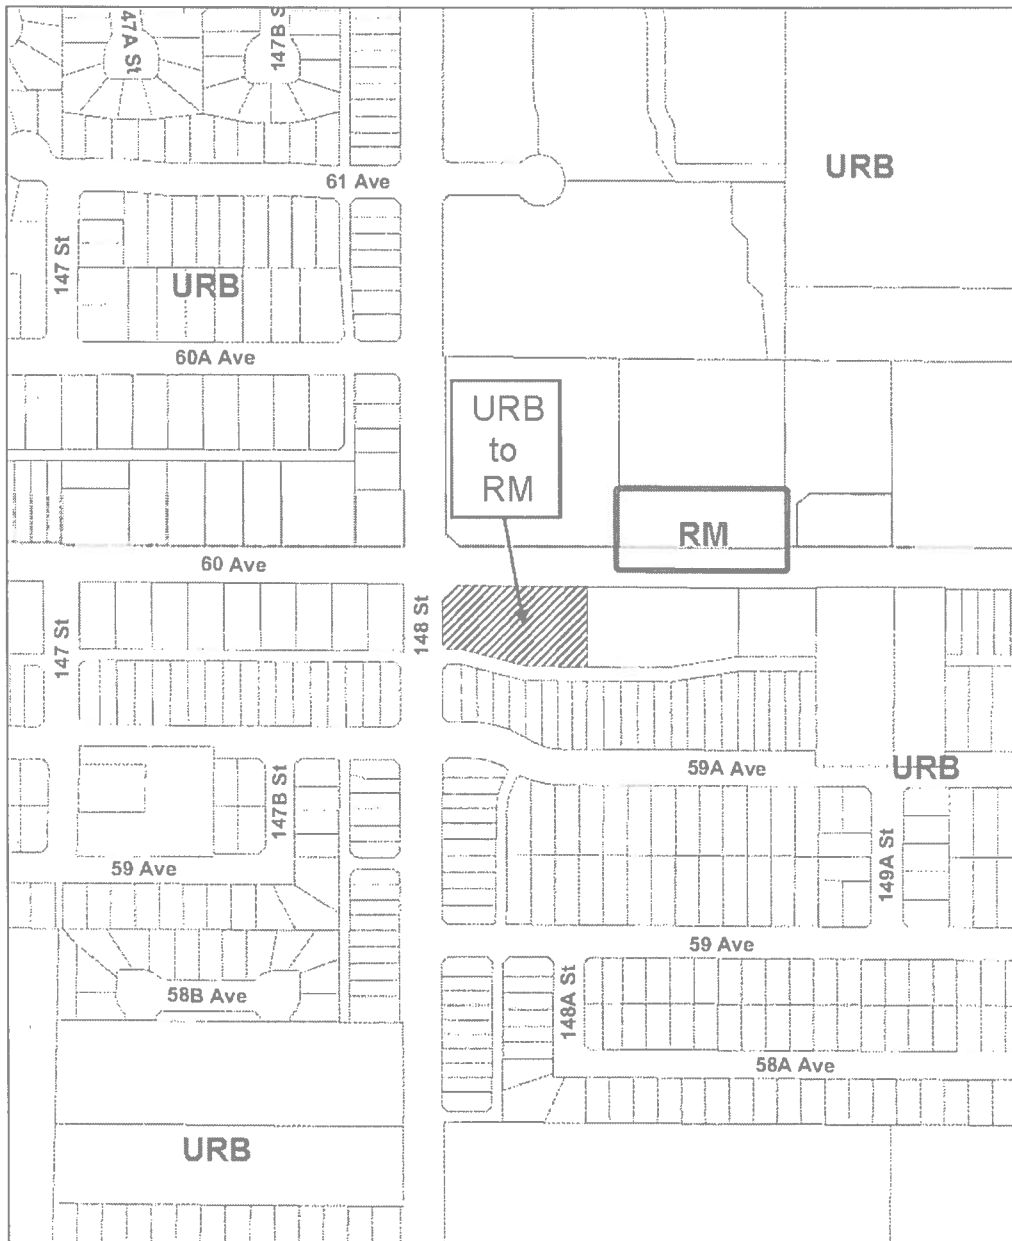 47A St
147B S
URB
61 Ave
147 St
URB
60A Ave
URB
to
RM
RM
60 Ave
148 St
147 St
59A Ave
URB
147B St
59 Ave
149A St
59 Ave
58B Ave
148A St
58A Ave
URB